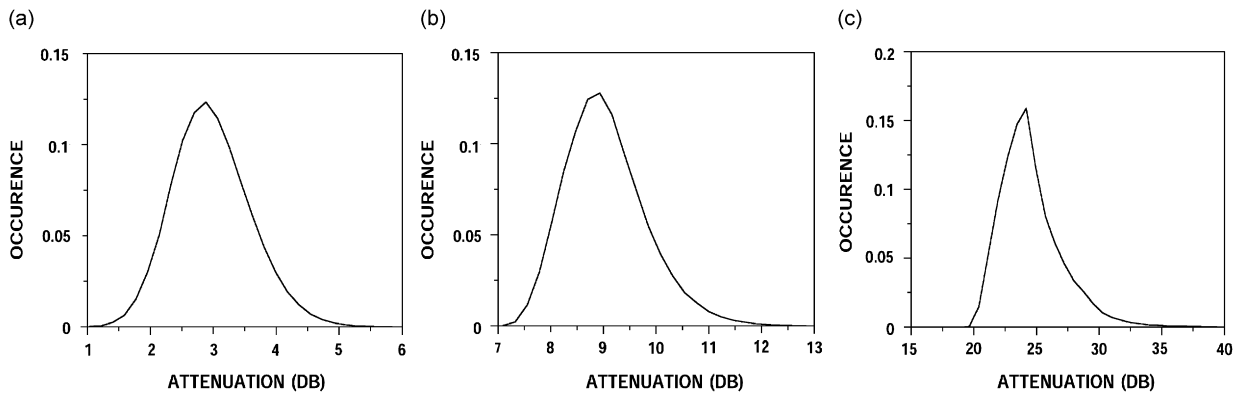 (a)
(b)
(c)
0.15
0.1
0.05
0
OCCURENCE
1 2 3 4 5 6
ATTENUATION (DB)
0.15
0.1
0.05
0
OCCURENCE
7 8 9 10 11 12 13
ATTENUATION (DB)
0.2
0.15
0.1
0.05
0
OCCURENCE
15 20 25 30 35 40
ATTENUATION (DB)